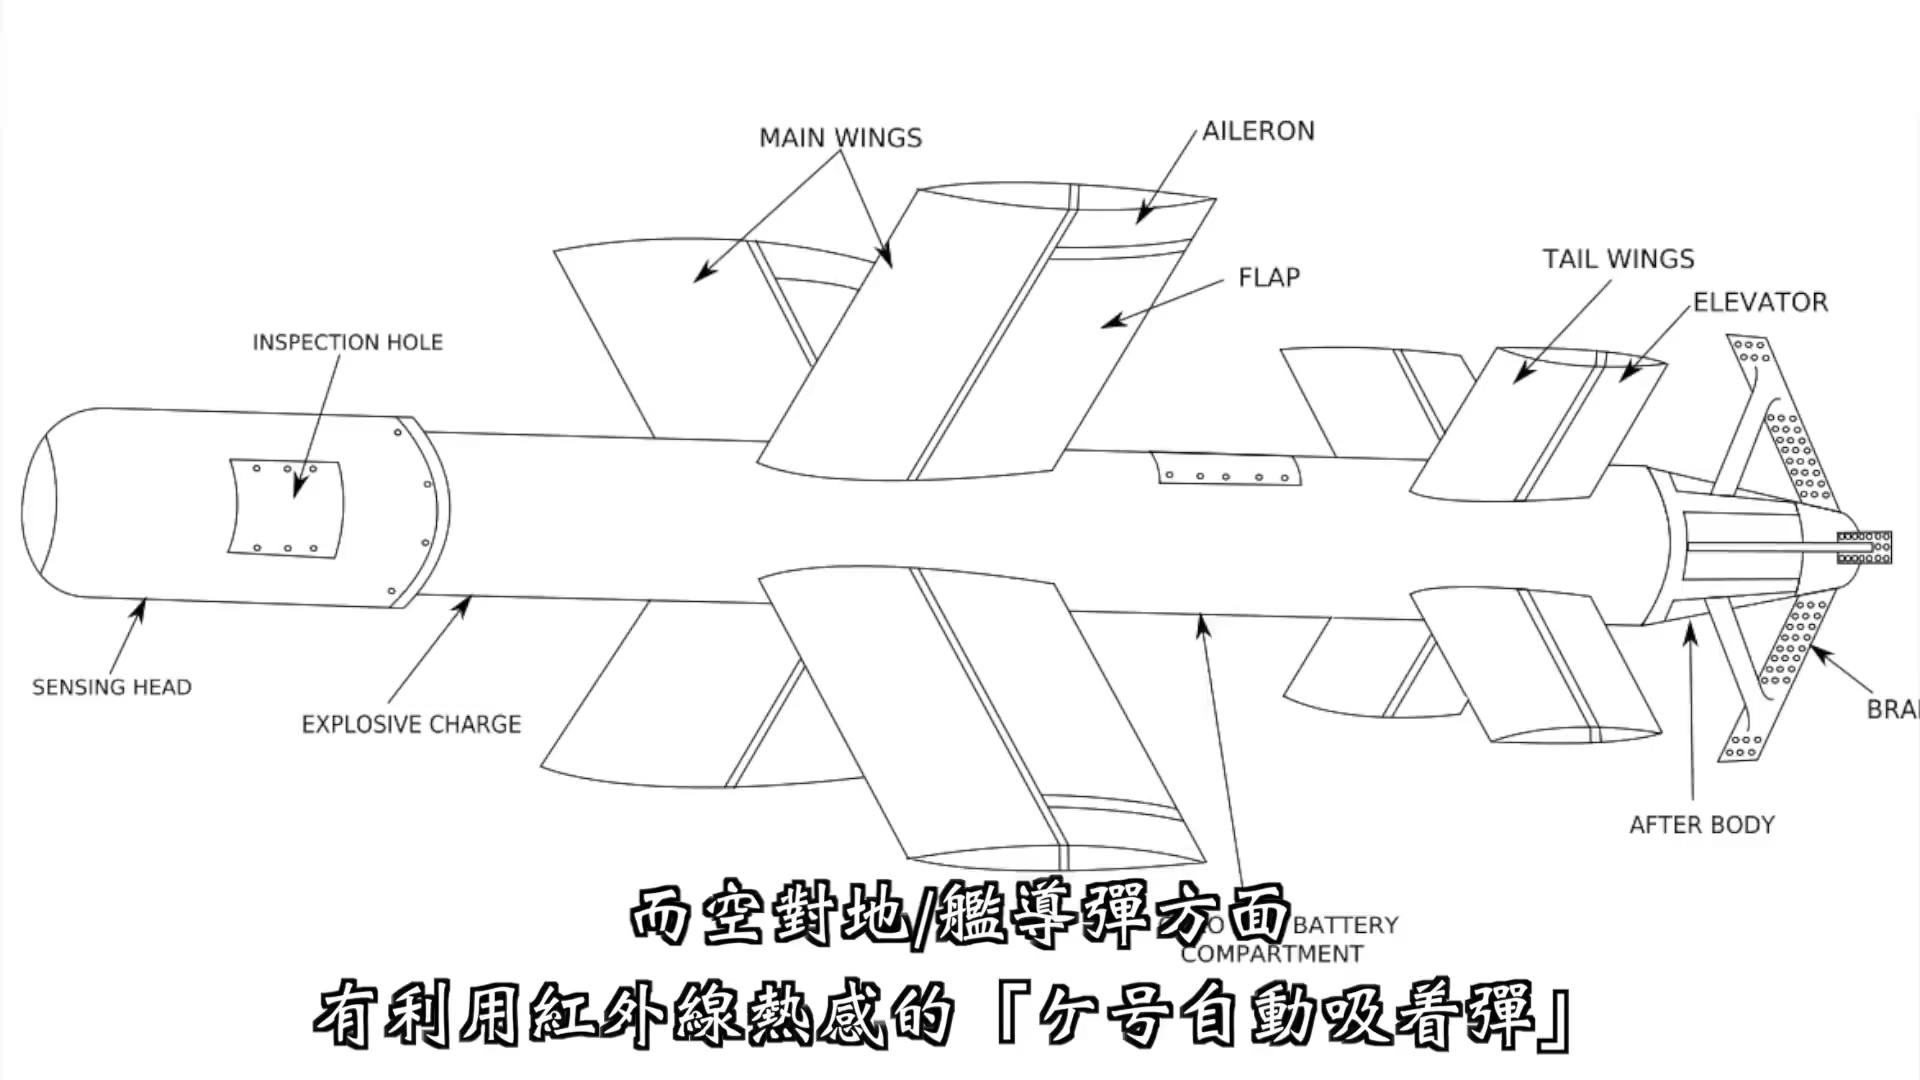 MAIN WINGS
AILERON
FLAP
TAIL WINGS
ELEVATOR
INSPECTION HOLE
SENSING HEAD
EXPLOSIVE CHARGE
AFTER BODY
BATTERY
COMPARTMENT
而空對地/艦導彈方面
有利用紅外線熱感的「ケ号自動吸着彈」